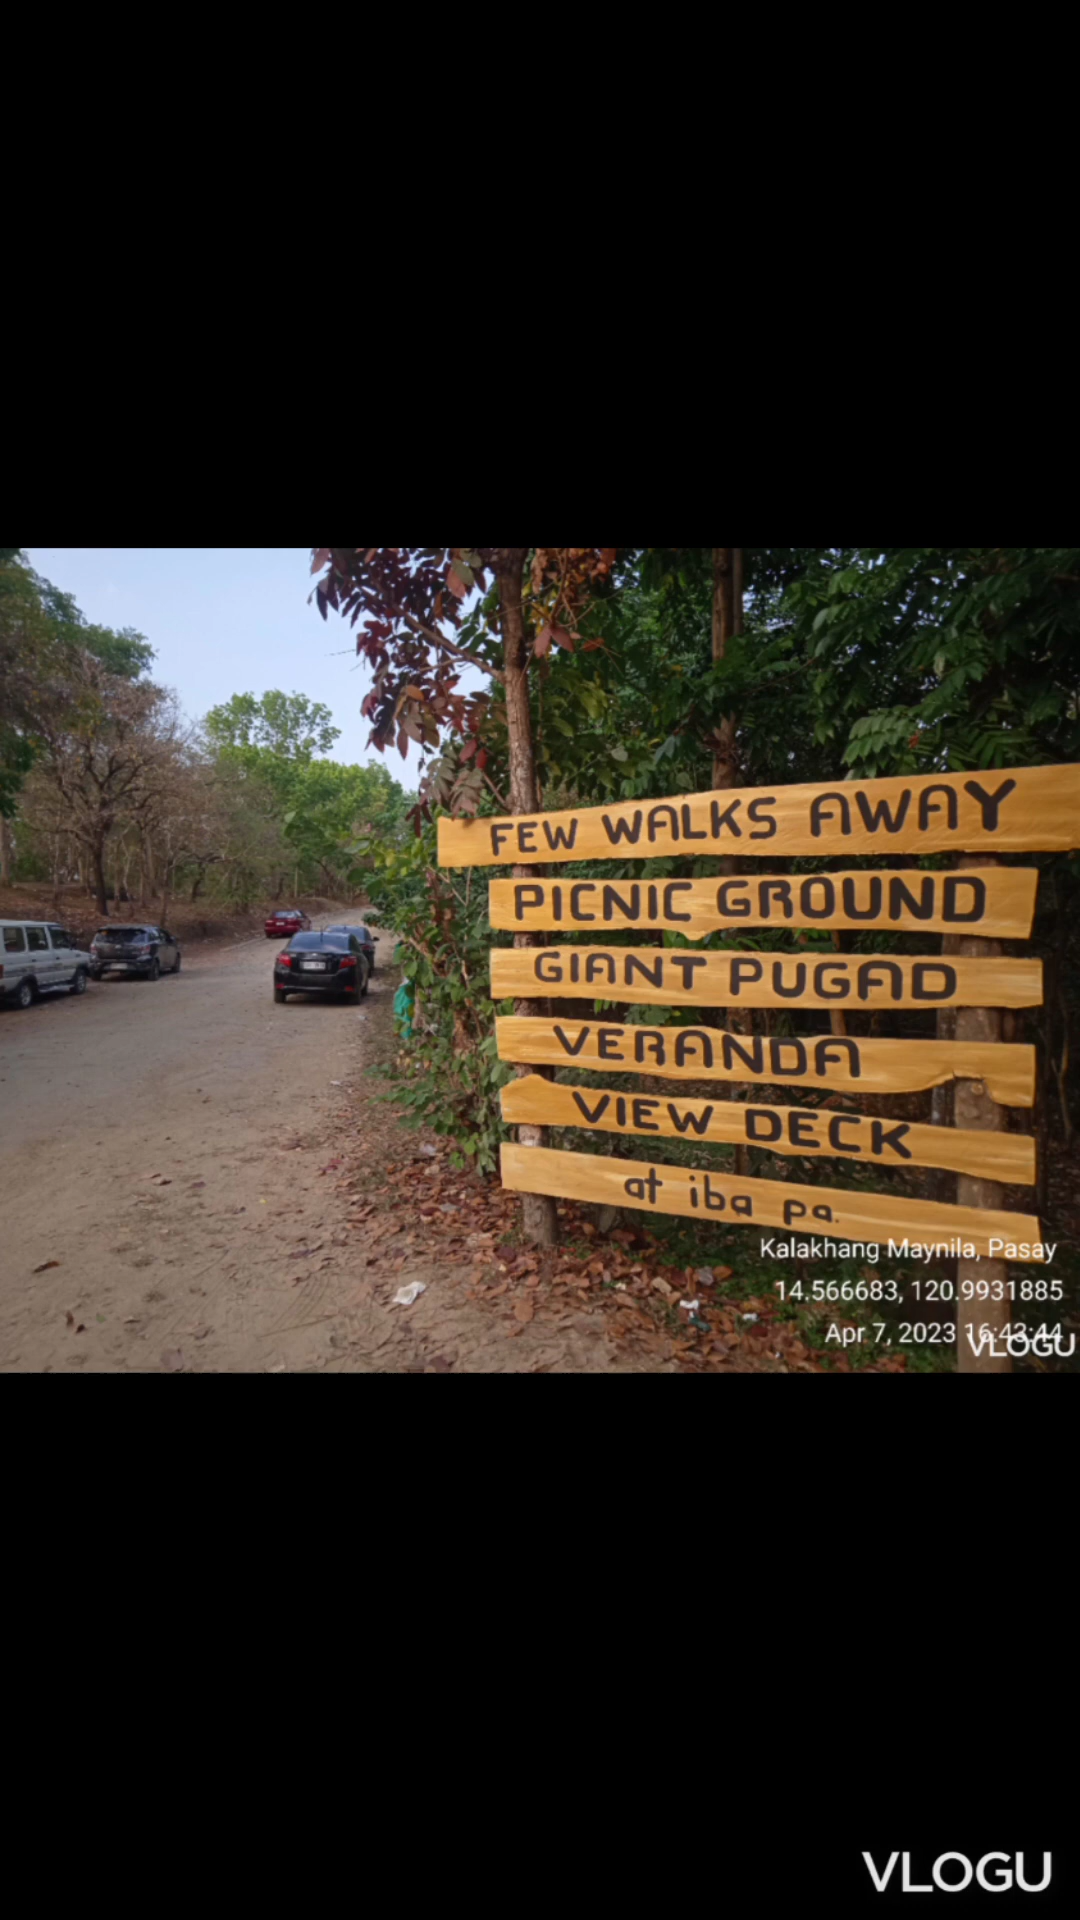 FEW WALKS AWAY
PICNIC GROUND
GIANT PUGAD
VERANDA
VIEW DECK
at iba pa.
Kalakhang Maynila, Pasay
14.566683, 120.9931885
Apr 7, 2023 16:43:44
VLOGU
VLOGU